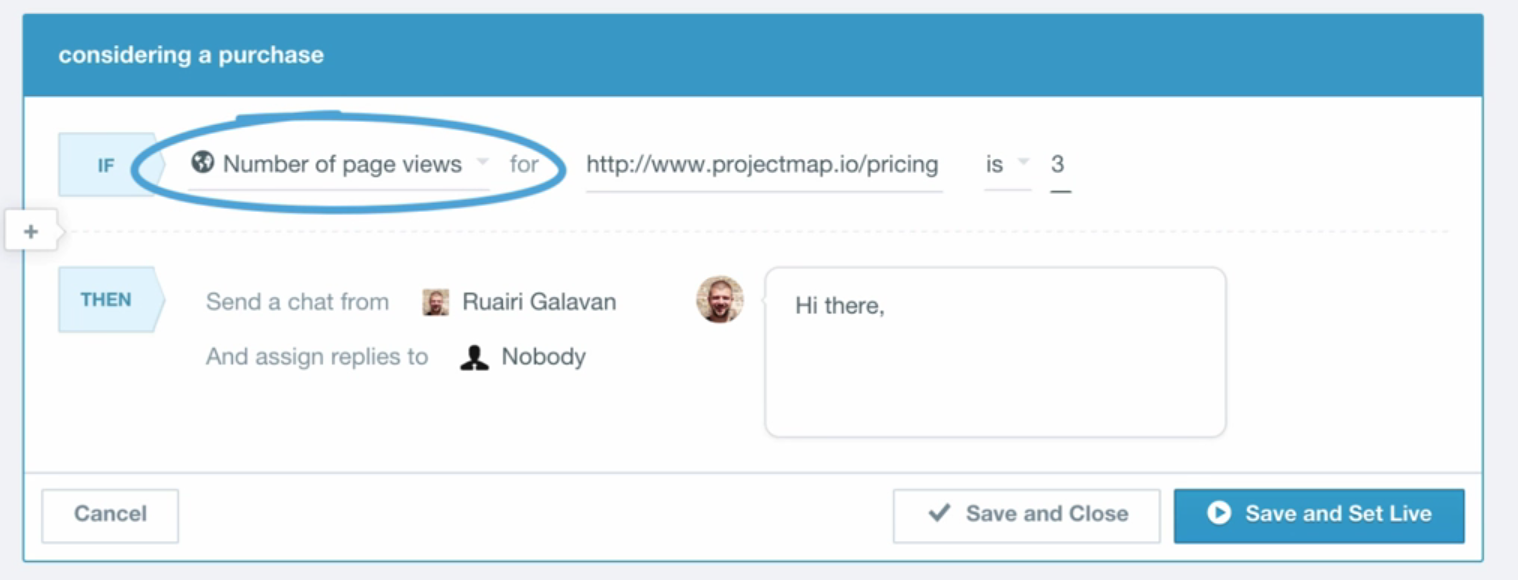 considering a purchase
IF Number of page views for http://www.projectmap.io/pricing is 3
+
THEN Send a chat from Ruairi Galavan Hi there,
And assign replies to Nobody
Cancel Save and Close Save and Set Live